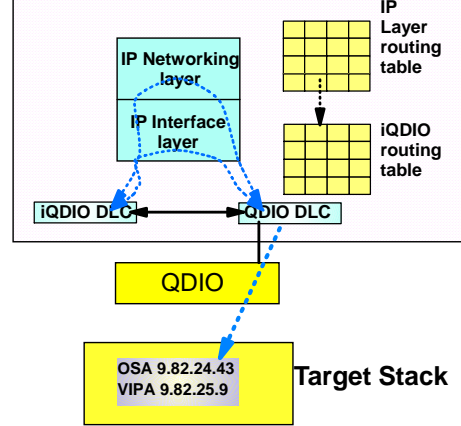 IP
Layer
routing
table
IP Networking
layer
IP Interface
layer
iQDIO
routing
table
iQDIO DLC
QDIO DLC
QDIO
OSA 9.82.24.43
VIPA 9.82.25.9
Target Stack